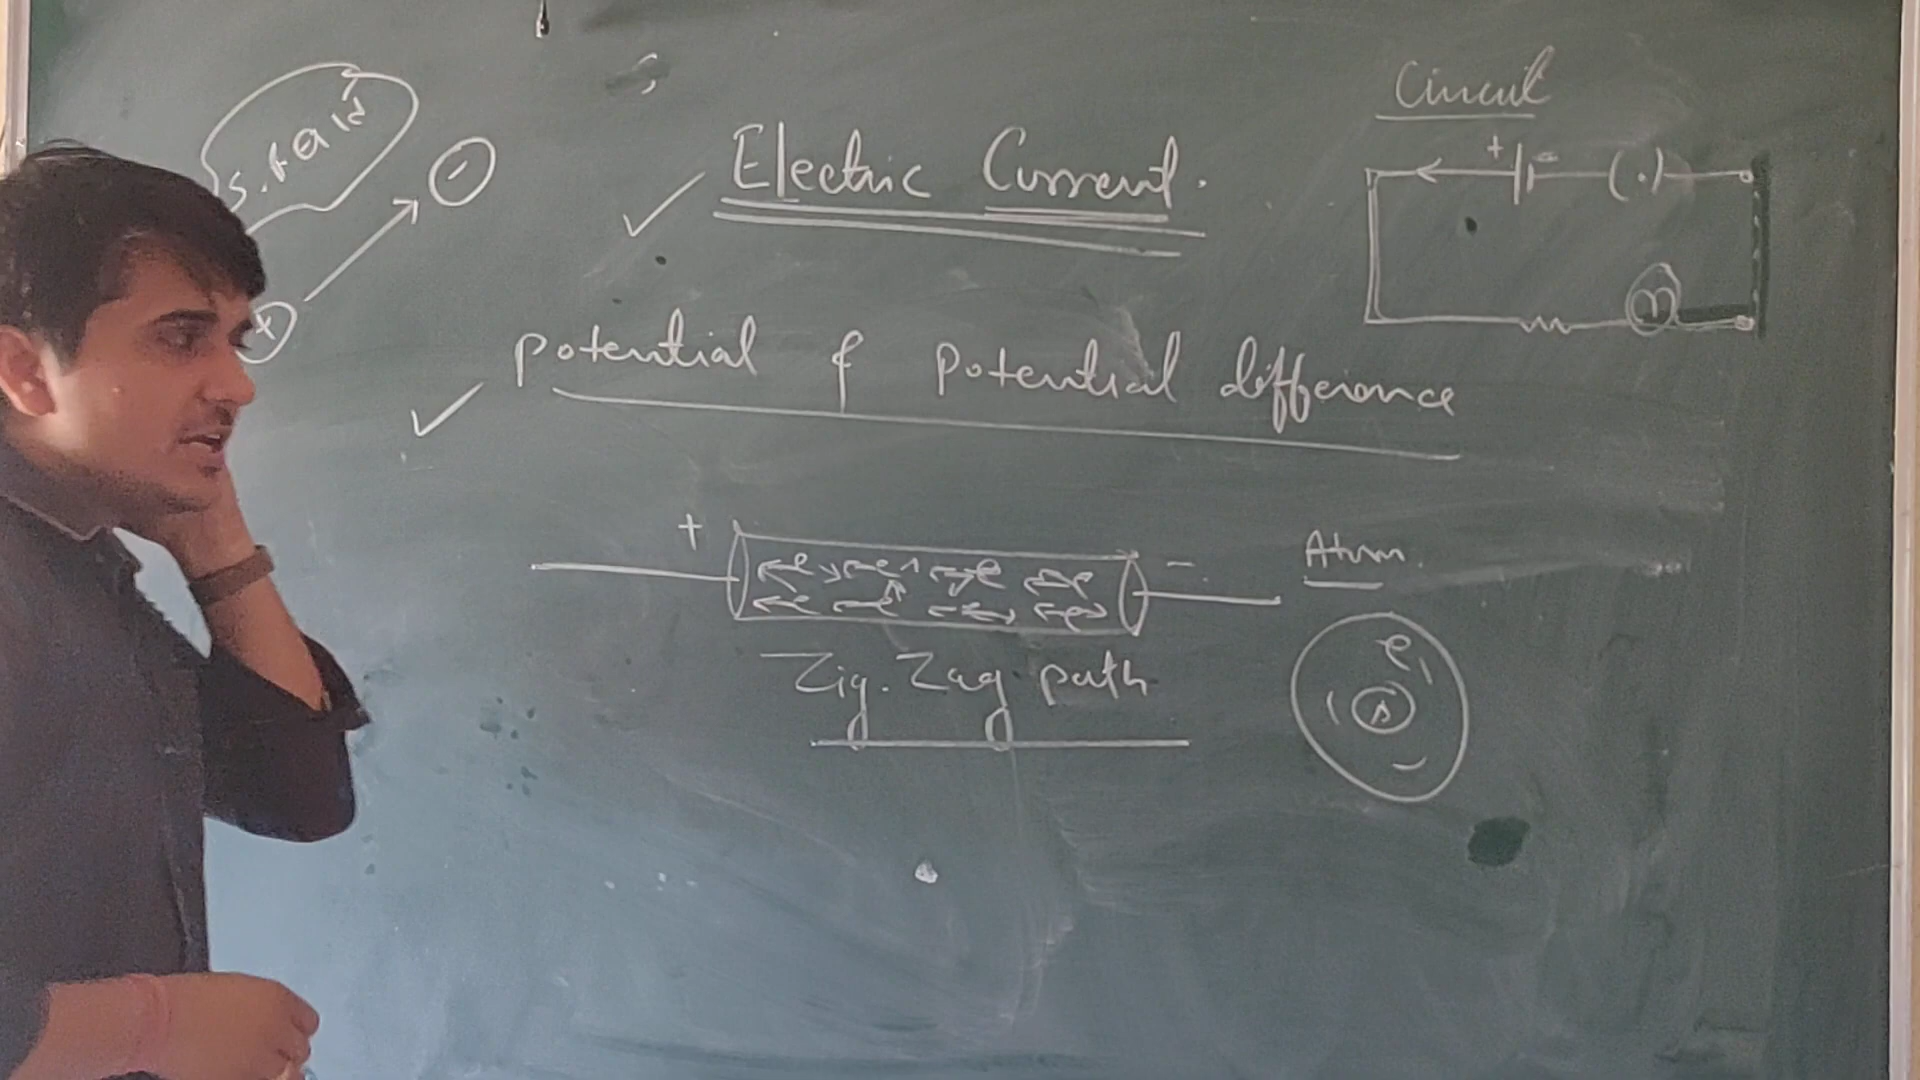 Circuit
Electric Current.
+ -
-
+
potential & potential difference
+ -
e e e e
e e e e
Atom.
Zig-Zag path
e